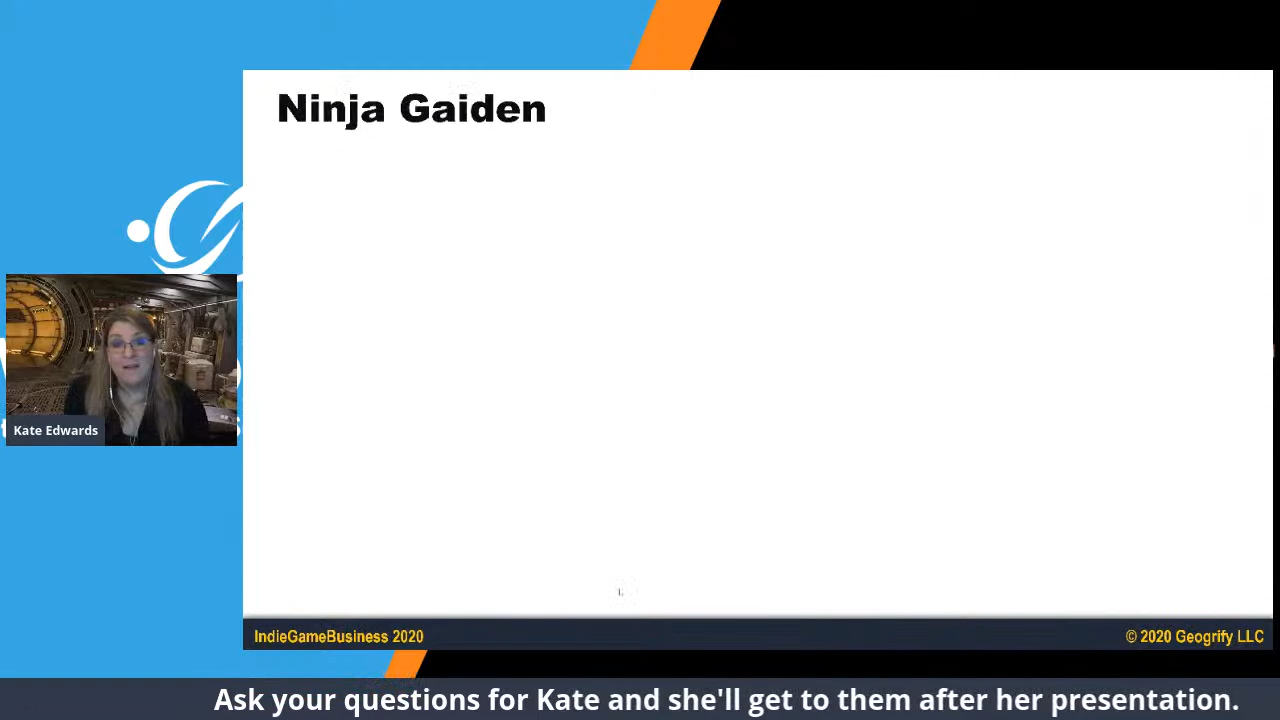 Ninja Gaiden
Kate Edwards
IndieGameBusiness 2020
© 2020 Geogrify LLC
Ask your questions for Kate and she'll get to them after her presentation.